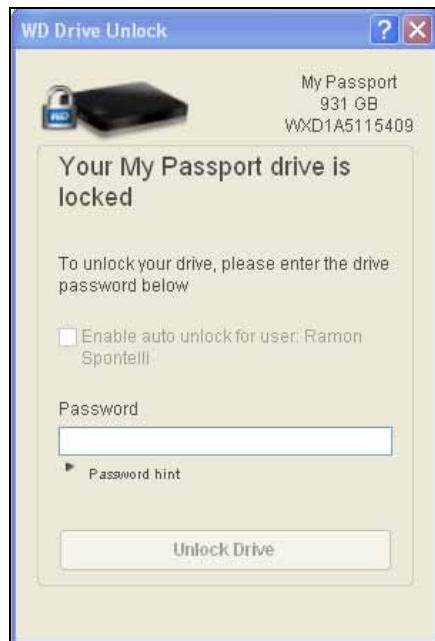 WD Drive Unlock
?
My Passport
931 GB
WXD1A5115409
WD
Your My Passport drive is
locked
To unlock your drive, please enter the drive
password below
Enable auto unlock for user: Ramon
Spontelli
Password
Password hint
Unlock Drive